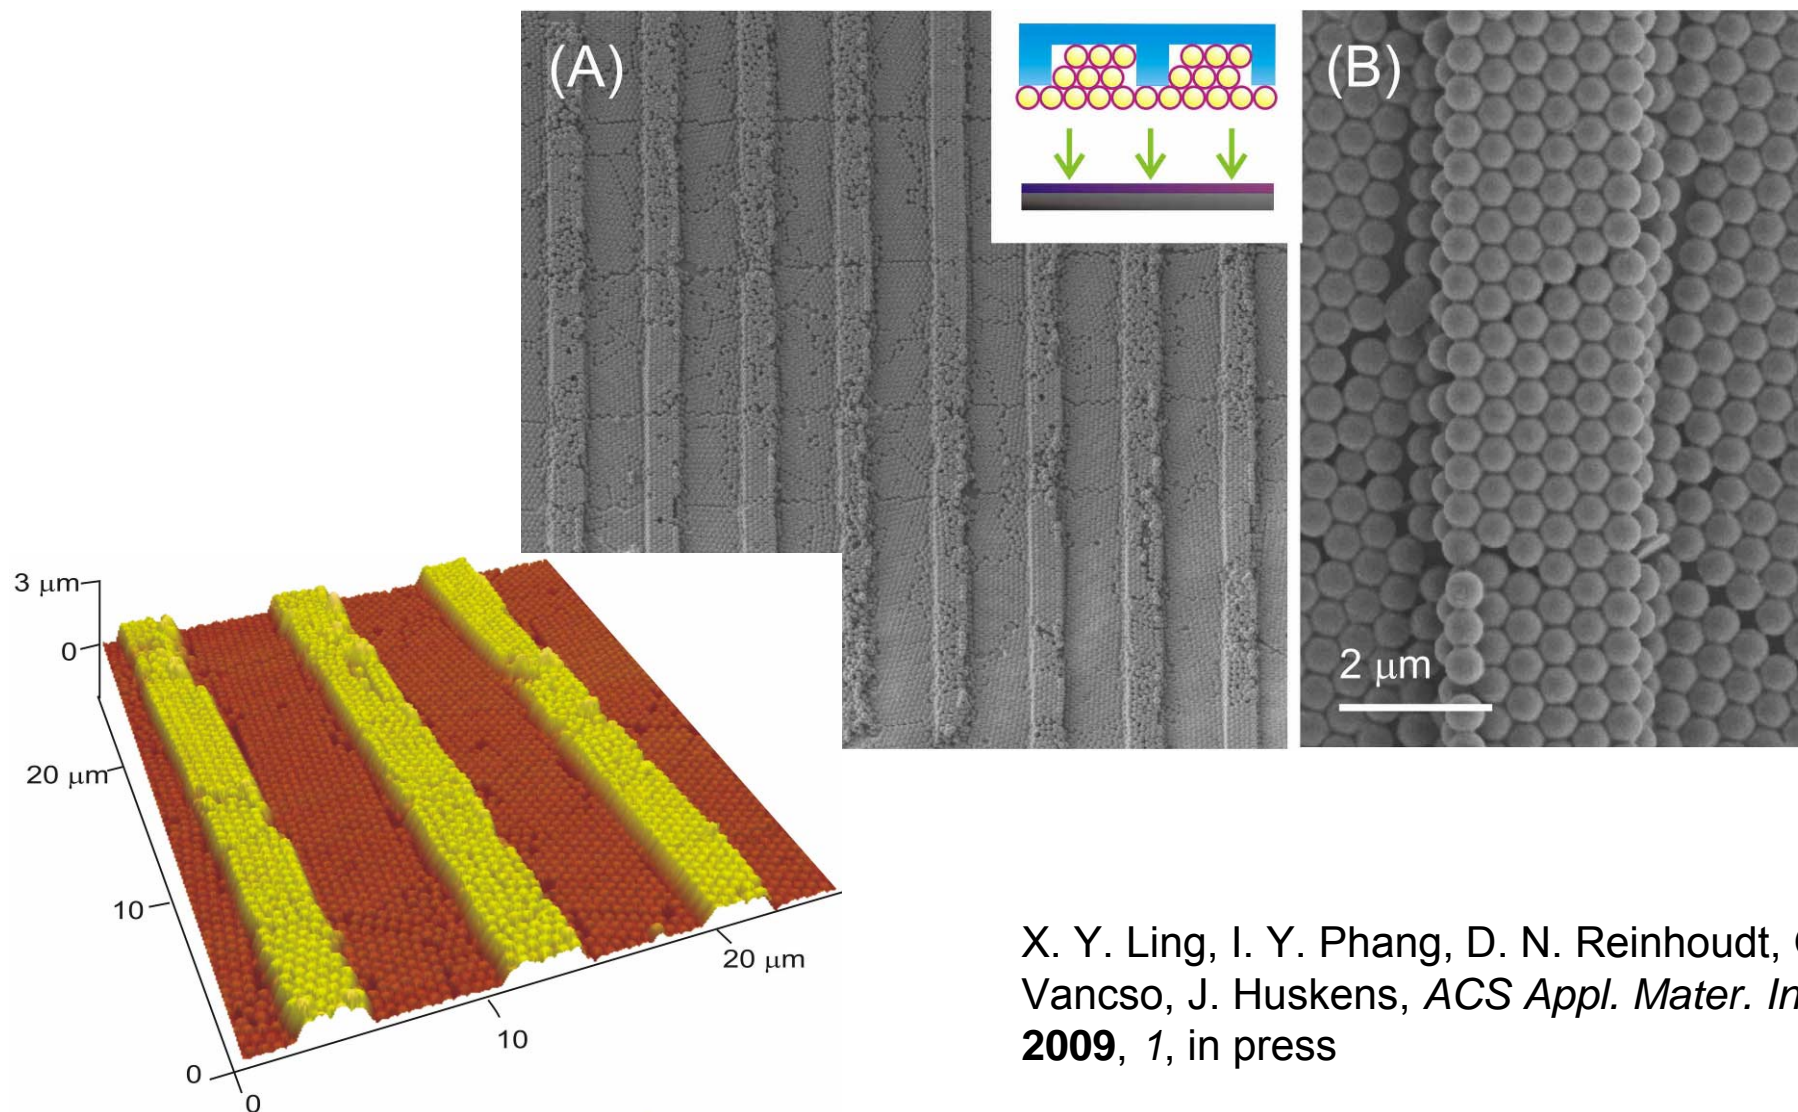 (A)
(B)
2 μm
3 μm
0
20 μm
10
0
0
10
20 μm
X. Y. Ling, I. Y. Phang, D. N. Reinhoudt,
Vancso, J. Huskens, ACS Appl. Mater.
2009, 1, in press